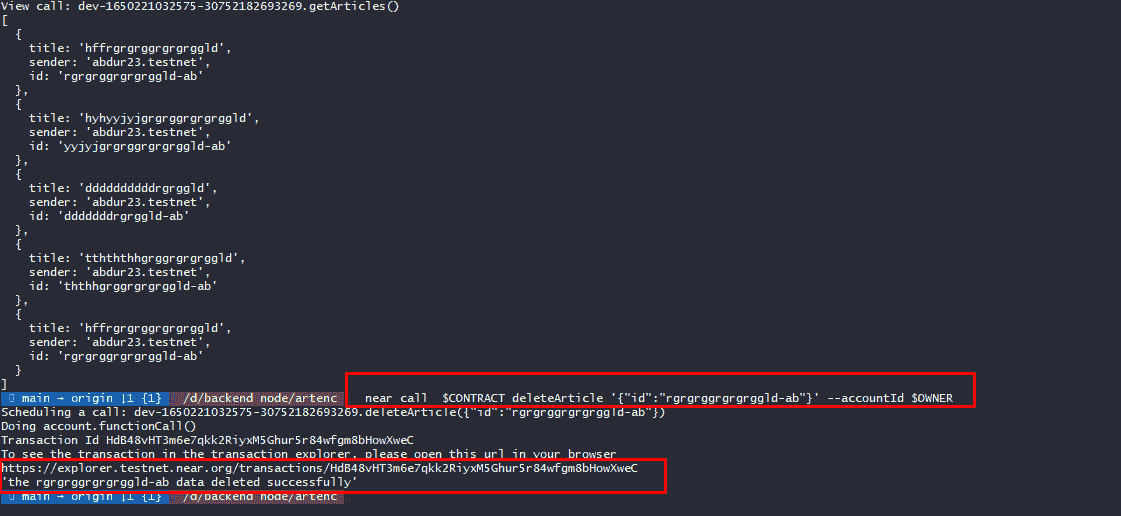 View call: dev-1650221032575-30752182693269.getArticles()
[
  {
    title: 'hffrgrgrggrgrgrggld',
    sender: 'abdur23.testnet',
    id: 'rgrgrggrgrgrggld-ab'
  },
  {
    title: 'hyhyyjyjgrgrggrgrgrggld',
    sender: 'abdur23.testnet',
    id: 'yyjyjgrgrggrgrgrggld-ab'
  },
  {
    title: 'ddddddddddrgrggld',
    sender: 'abdur23.testnet',
    id: 'dddddddrgrggld-ab'
  },
  {
    title: 'tthththhgrggrgrgrggld',
    sender: 'abdur23.testnet',
    id: 'ththhgrggrgrgrggld-ab'
  },
  {
    title: 'hffrgrgrggrgrgrggld',
    sender: 'abdur23.testnet',
    id: 'rgrgrggrgrgrggld-ab'
  }
]
main → origin ↓1 {1} /d/backend node/artenc near call $CONTRACT deleteArticle '{"id":"rgrgrggrgrgrggld-ab"}' --accountId $OWNER
Scheduling a call: dev-1650221032575-30752182693269.deleteArticle({"id":"rgrgrggrgrgrggld-ab"})
Doing account.functionCall()
Transaction Id HdB48vHT3m6e7qkk2RiyxM5Ghur5r84wfgm8bHowXweC
To see the transaction in the transaction explorer, please open this url in your browser
https://explorer.testnet.near.org/transactions/HdB48vHT3m6e7qkk2RiyxM5Ghur5r84wfgm8bHowXweC
'the rgrgrggrgrgrggld-ab data deleted successfully'
main → origin ↓1 {1} /d/backend node/artenc